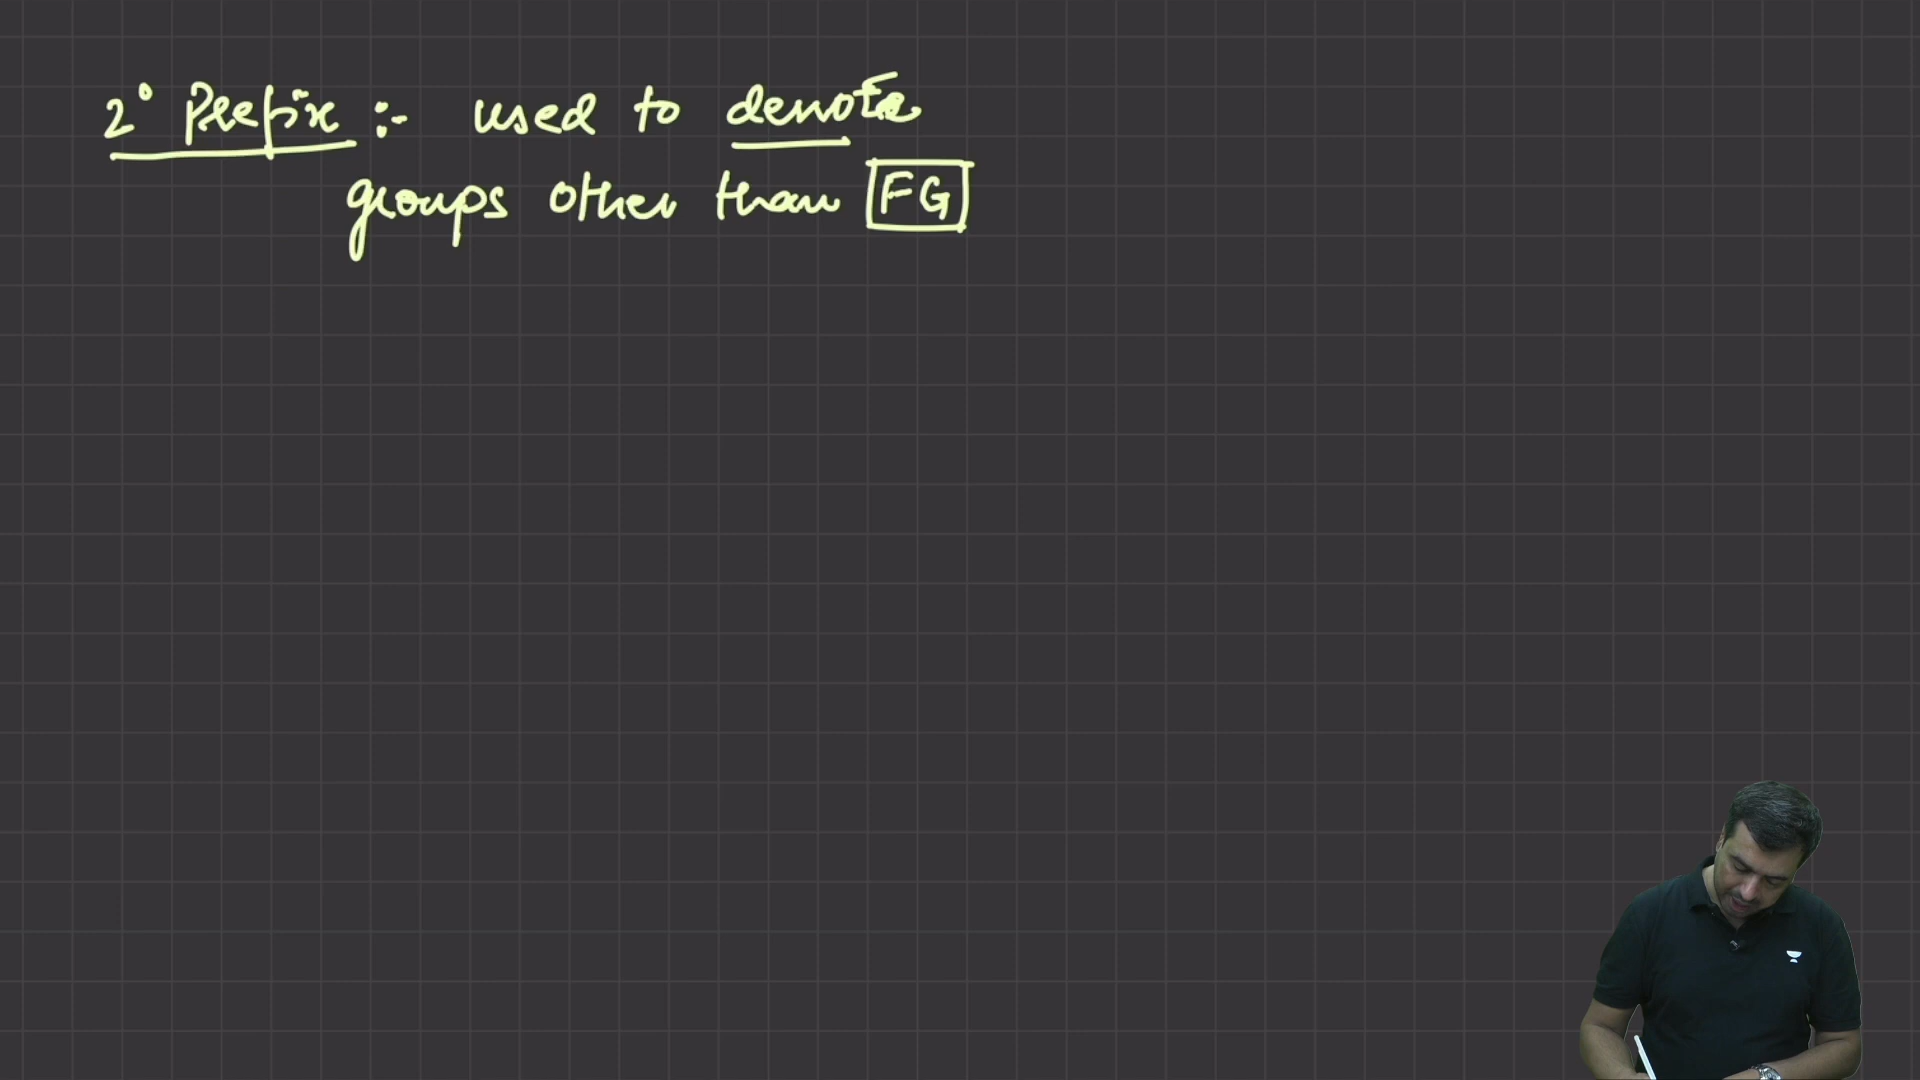 2° Prefix :- used to denote
groups other than FG